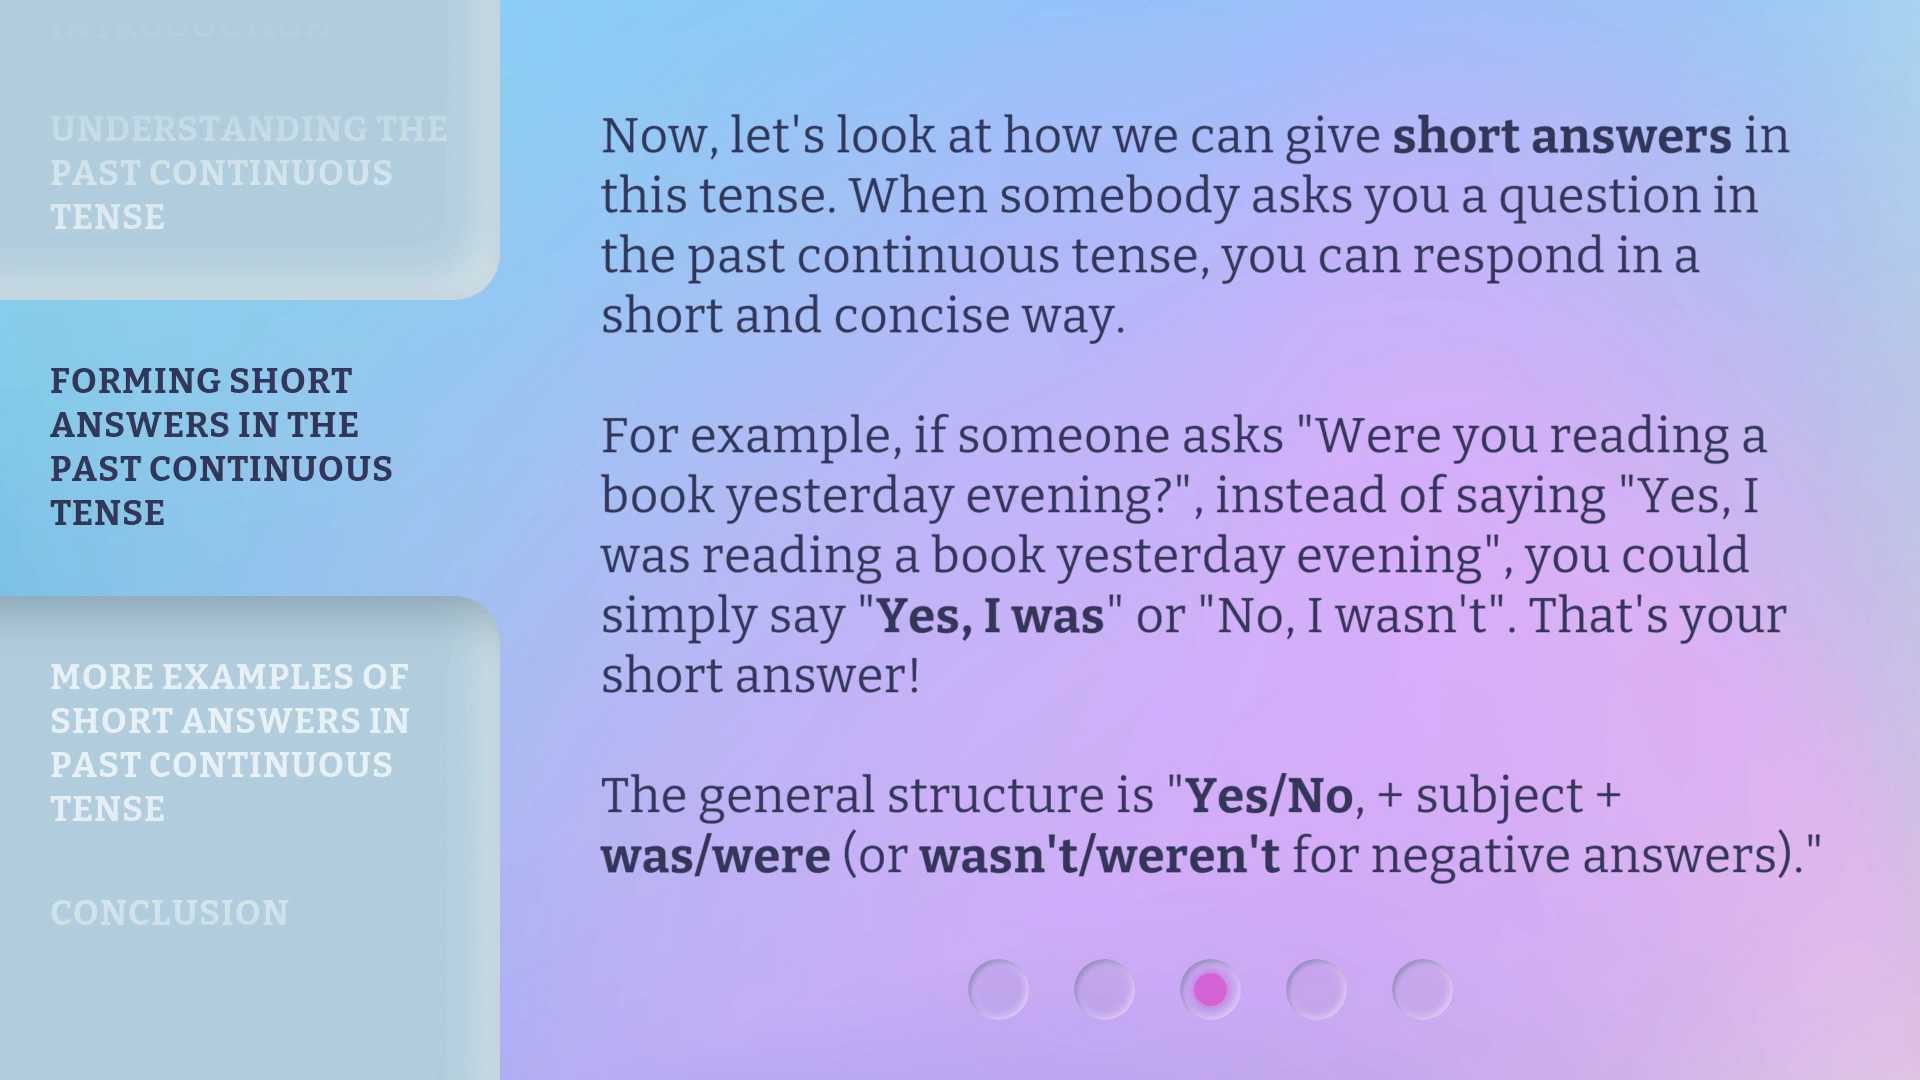 INTRODUCTION
UNDERSTANDING THE
PAST CONTINUOUS
TENSE
FORMING SHORT
ANSWERS IN THE
PAST CONTINUOUS
TENSE
MORE EXAMPLES OF
SHORT ANSWERS IN
PAST CONTINUOUS
TENSE
CONCLUSION
Now, let's look at how we can give short answers in
this tense. When somebody asks you a question in
the past continuous tense, you can respond in a
short and concise way.
For example, if someone asks "Were you reading a
book yesterday evening?", instead of saying "Yes, I
was reading a book yesterday evening", you could
simply say "Yes, I was" or "No, I wasn't". That's your
short answer!
The general structure is "Yes/No, + subject +
was/were (or wasn't/weren't for negative answers)."